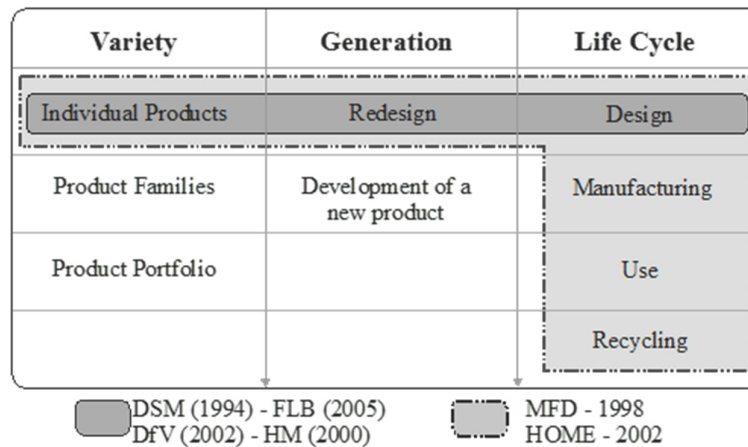 Variety Generation Life Cycle
Individual Products Redesign Design
Product Families Development of a Manufacturing
new product
Product Portfolio Use
Recycling
DSM (1994) - FLB (2005) MFD - 1998
DfV (2002) - HM (2000) HOME - 2002